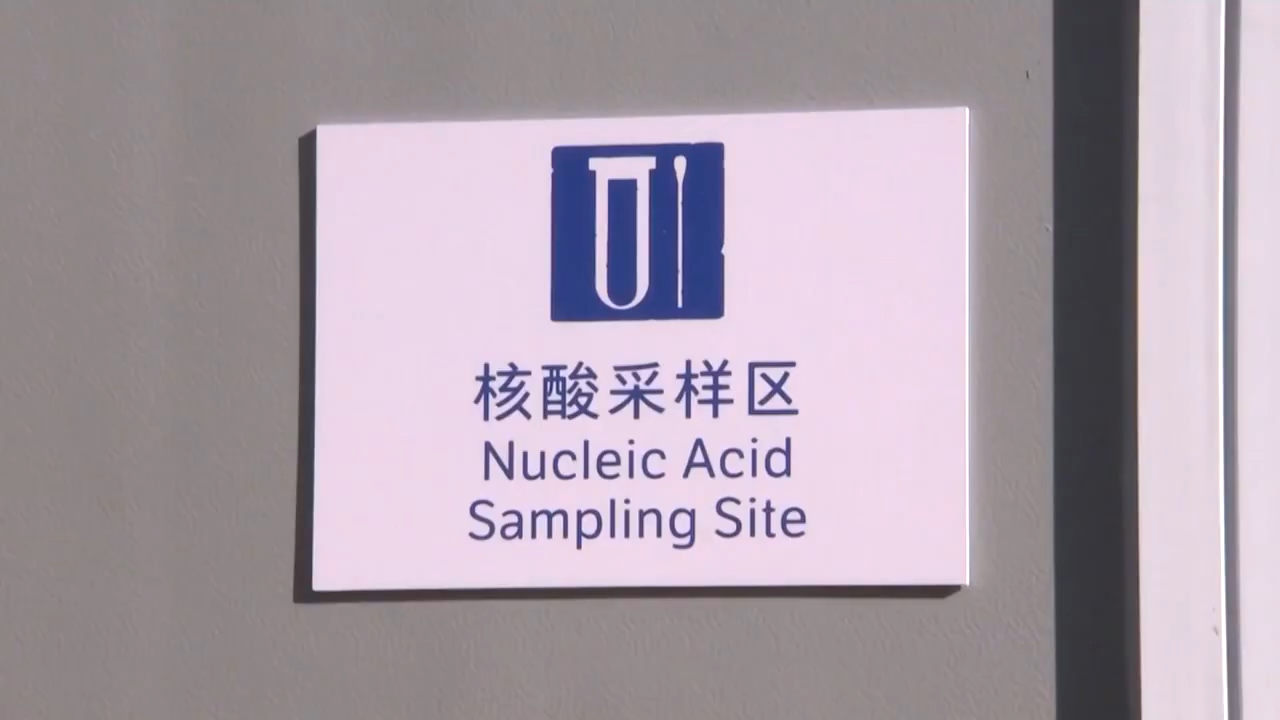 核酸采样区
Nucleic Acid
Sampling Site